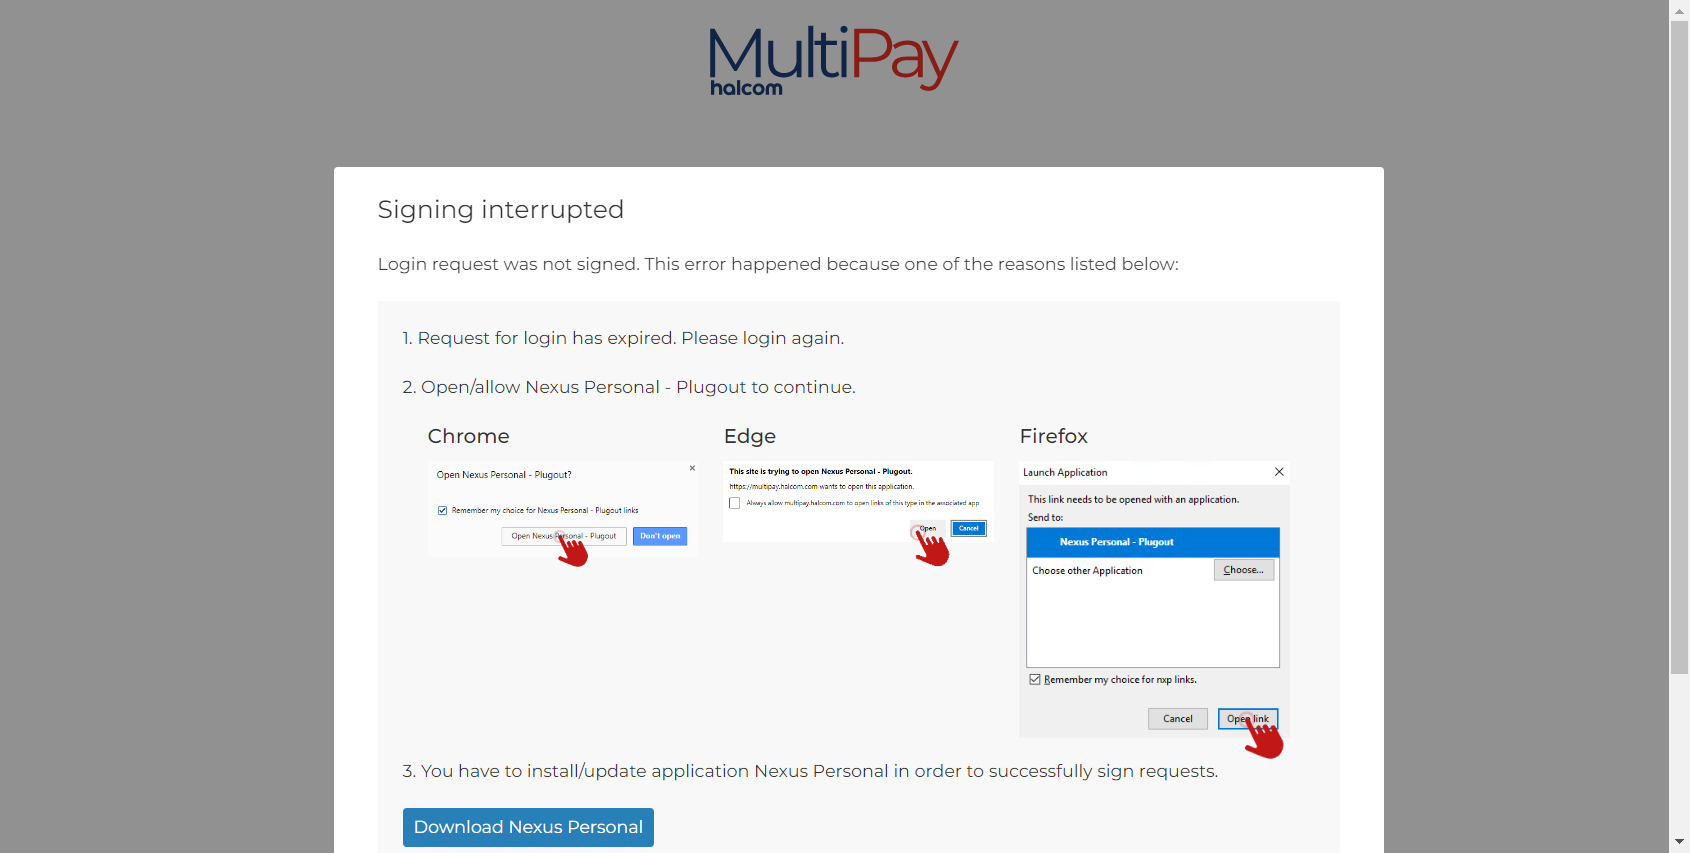 MultiPay
halcom
Signing interrupted
Login request was not signed. This error happened because one of the reasons listed below:
1. Request for login has expired. Please login again.
2. Open/allow Nexus Personal - Plugout to continue.
Chrome
Open Nexus Personal - Plugout?
Remember my choice for Nexus Personal - Plugout links
Open Nexus Personal - Plugout
Don't open
Edge
This site is trying to open Nexus Personal - Plugout.
https://multipay.halcom.com wants to open this application.
Always allow multipay.halcom.com to open links of this type in the associated app
Open
Cancel
Firefox
Launch Application
This link needs to be opened with an application.
Send to:
Nexus Personal - Plugout
Choose other Application
Choose...
Remember my choice for nxp links.
Cancel
Open link
3. You have to install/update application Nexus Personal in order to successfully sign requests.
Download Nexus Personal